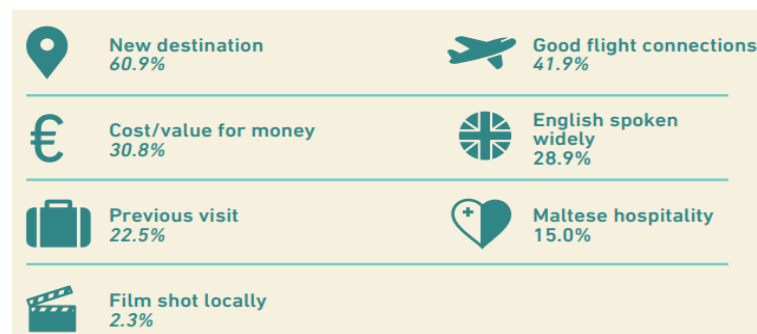 New destination
60.9%
Good flight connections
41.9%
€
Cost/value for money
30.8%
English spoken
widely
28.9%
Previous visit
22.5%
Maltese hospitality
15.0%
Film shot locally
2.3%